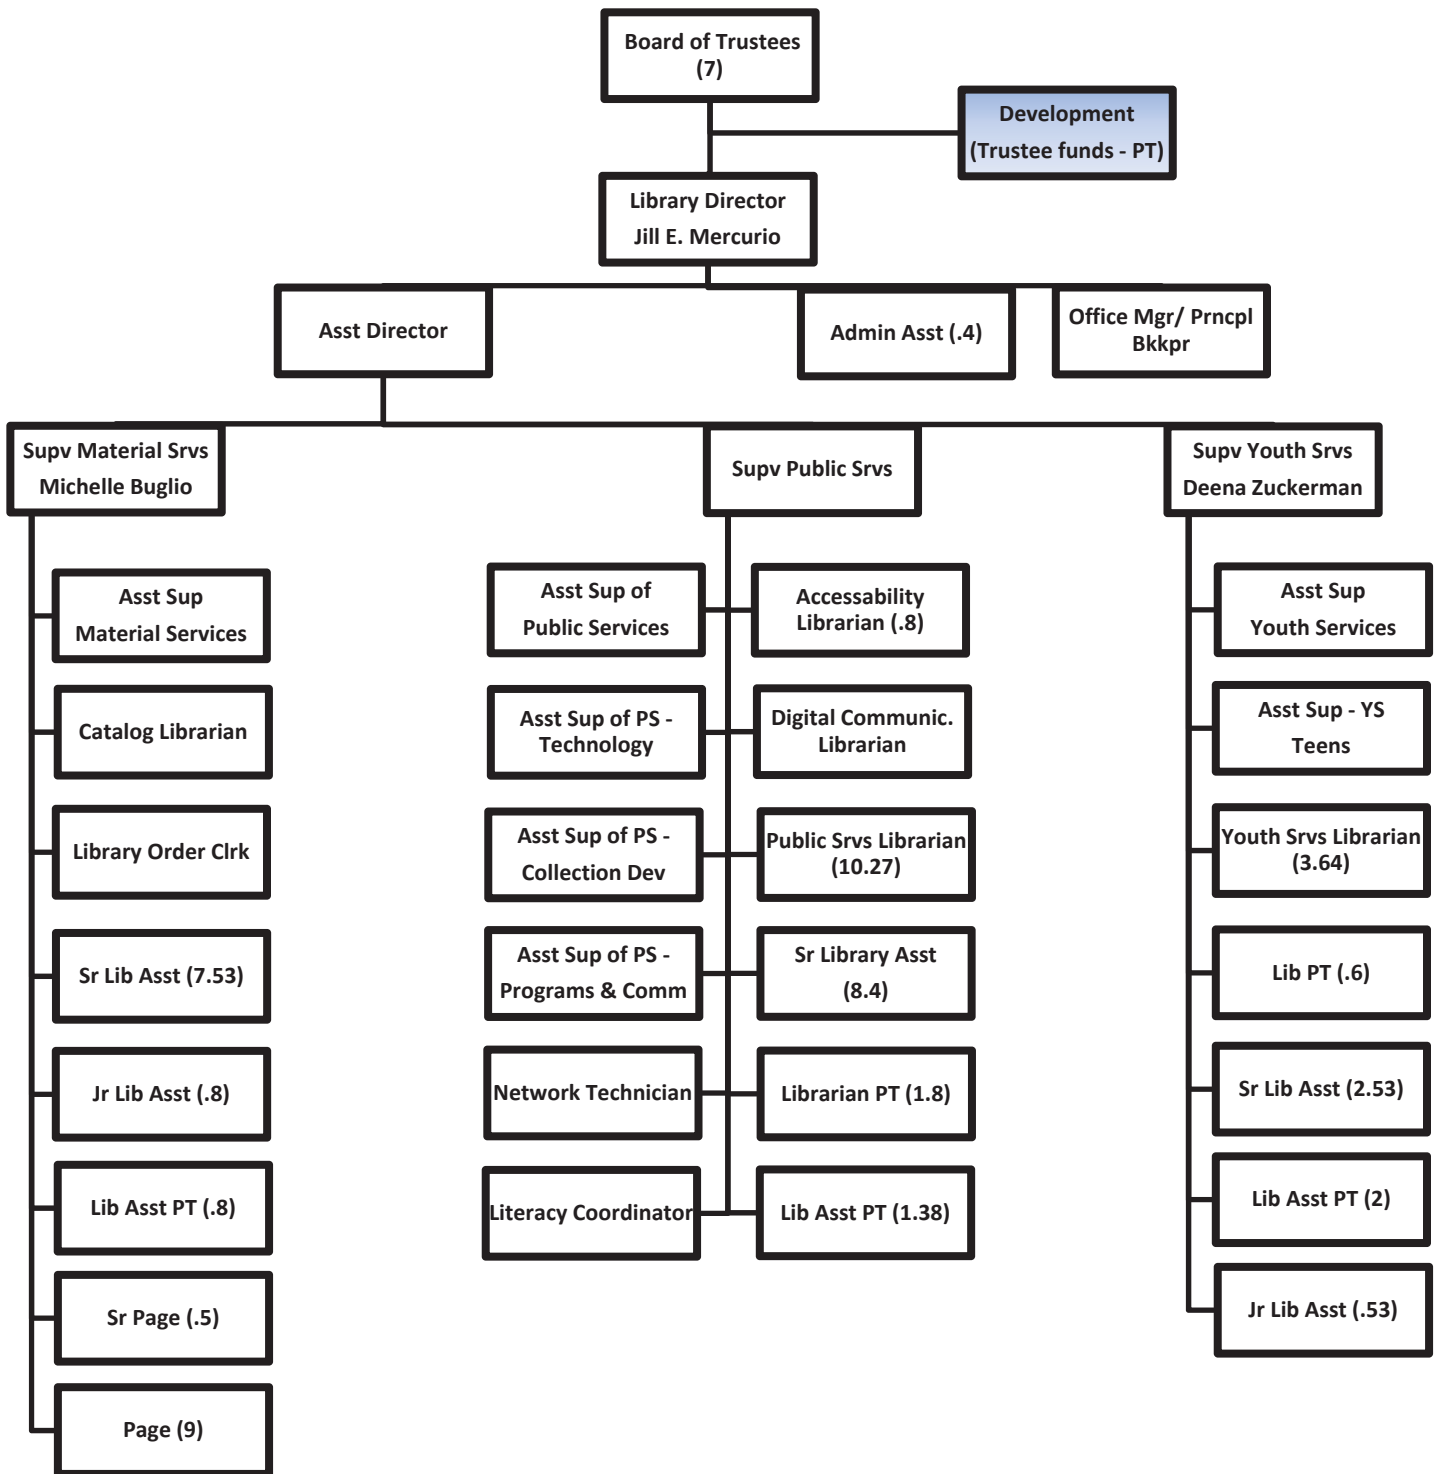 Board of Trustees
(7)
Development
(Trustee funds - PT)
Library Director
Jill E. Mercurio
Asst Director
Admin Asst (.4)
Office Mgr/ Prncpl
Bkkpr
Supv Material Srvs
Michelle Buglio
Supv Public Srvs
Supv Youth Srvs
Deena Zuckerman
Asst Sup
Material Services
Catalog Librarian
Library Order Clrk
Sr Lib Asst (7.53)
Jr Lib Asst (.8)
Lib Asst PT (.8)
Sr Page (.5)
Page (9)
Asst Sup of
Public Services
Asst Sup of PS -
Technology
Asst Sup of PS -
Collection Dev
Asst Sup of PS -
Programs & Comm
Network Technician
Literacy Coordinator
Accessability
Librarian (.8)
Digital Communic.
Librarian
Public Srvs Librarian
(10.27)
Sr Library Asst
(8.4)
Librarian PT (1.8)
Lib Asst PT (1.38)
Asst Sup
Youth Services
Asst Sup - YS
Teens
Youth Srvs Librarian
(3.64)
Lib PT (.6)
Sr Lib Asst (2.53)
Lib Asst PT (2)
Jr Lib Asst (.53)